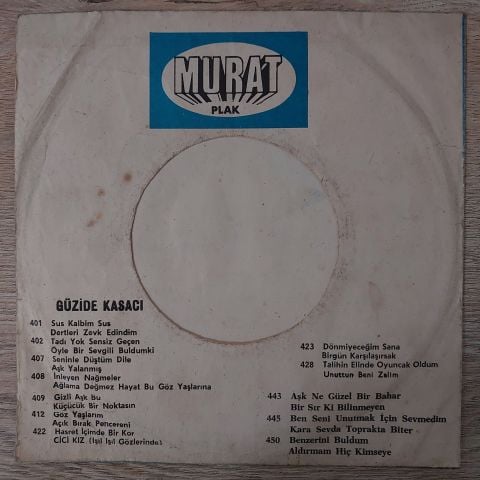 MURAT
PLAK
GÜZİDE KASACI
401 Sus Kalbim Sus
Dertleri Zevk Edindim
402 Tadı Yok Sensiz Geçen
Öyle Bir Sevgili Buldumki
407 Seninle Düştüm Dile
Aşk Yalanmış
408 İnleyen Nağmeler
Ağlama Değmez Hayat Bu Göz Yaşlarına
409 Gizli Aşk Bu
Küçücük Bir Noktasın
412 Göz Yaşlarım
Açık Bırak Pencereni
422 Hasret İçimde Bir Kor
CİCİ KIZ (Işıl Işıl Gözlerinde)
423 Dönmiyeceğim Sana
Birgün Karşılaşırsak
428 Talihin Elinde Oyuncak Oldum
Unuttun Beni Zalim
443 Aşk Ne Güzel Bir Bahar
Bir Sır Ki Bilinmeyen
445 Ben Seni Unutmak İçin Sevmedim
Kara Sevda Toprakta Biter
450 Benzerini Buldum
Aldırmam Hiç Kimseye